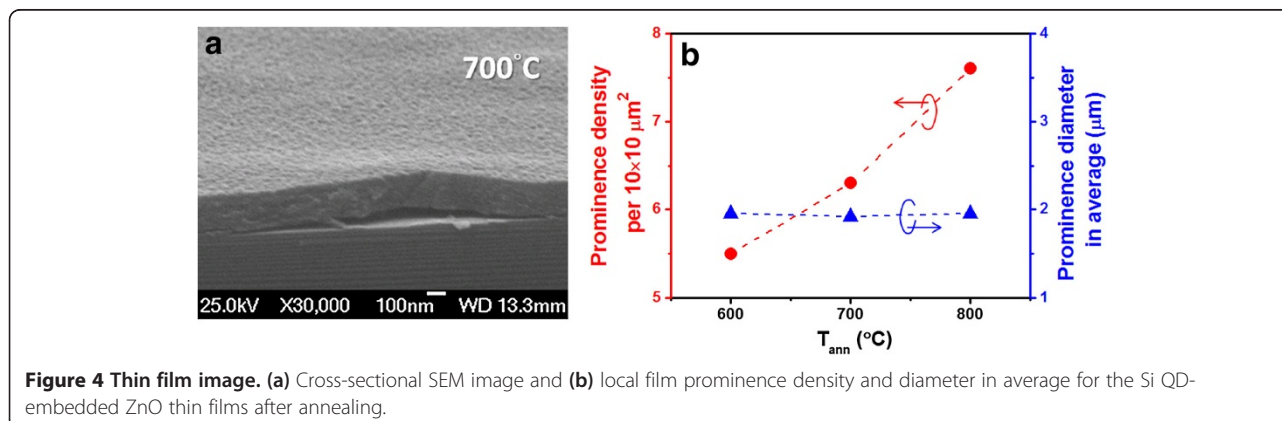 a
700°C
25.0kV X30,000 100nm WD 13.3mm
b
Prominence density
per 10×10 μm²
8
7
6
5
4
3
2
1
Prominence diameter
in average (μm)
600 700 800
Tann (°C)
Figure 4 Thin film image. (a) Cross-sectional SEM image and (b) local film prominence density and diameter in average for the Si QD-
embedded ZnO thin films after annealing.